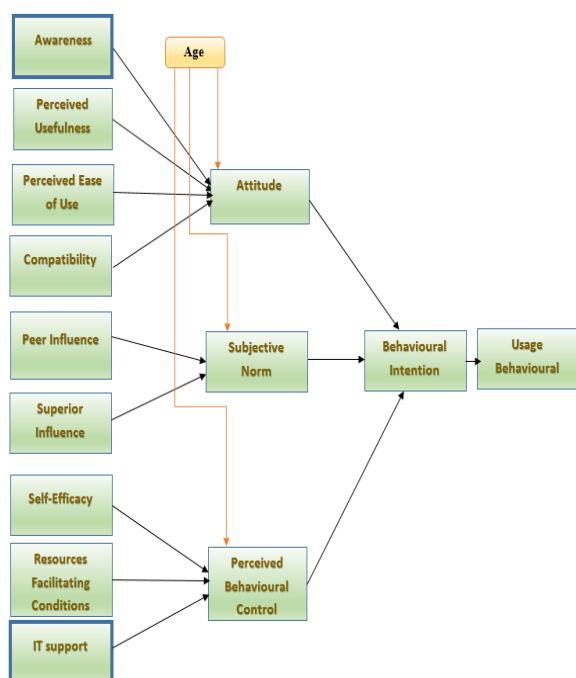 Awareness
Age
Perceived
Usefulness
Perceived Ease
of Use
Attitude
Compatibility
Peer Influence
Subjective
Norm
Behavioural
Intention
Usage
Behavioural
Superior
Influence
Self-Efficacy
Resources
Facilitating
Conditions
Perceived
Behavioural
Control
IT support